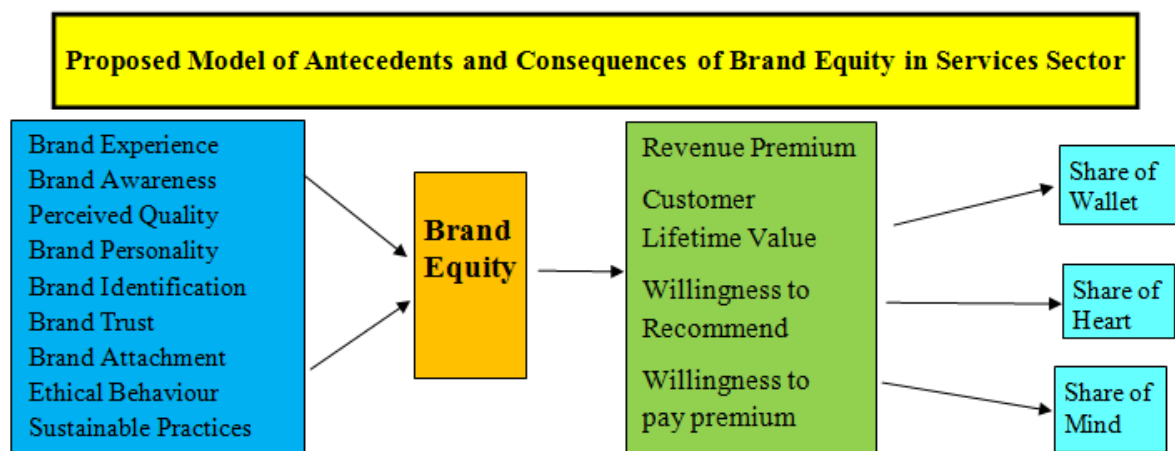 Proposed Model of Antecedents and Consequences of Brand Equity in Services Sector
Brand Experience
Brand Awareness
Perceived Quality
Brand Personality
Brand Identification
Brand Trust
Brand Attachment
Ethical Behaviour
Sustainable Practices
Brand
Equity
Revenue Premium
Customer
Lifetime Value
Willingness to
Recommend
Willingness to
pay premium
Share of
Wallet
Share of
Heart
Share of
Mind